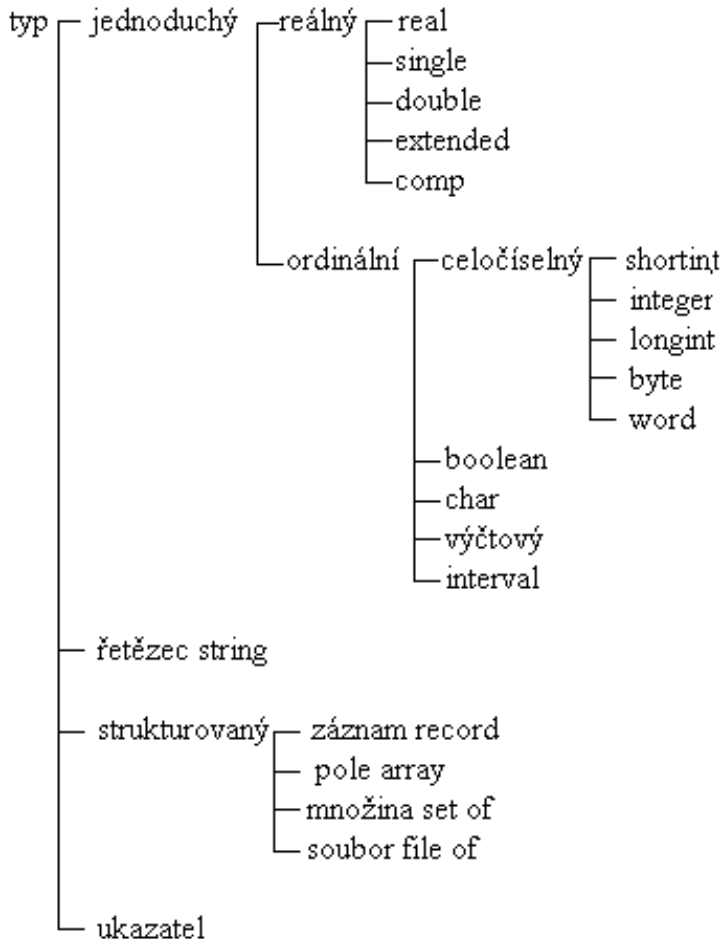 typ jednoduchý reálný real
single
double
extended
comp
ordinální celočíselný shortint
integer
longint
byte
word
boolean
char
výčtový
interval
řetězec string
strukturovaný záznam record
pole array
množina set of
soubor file of
ukazatel